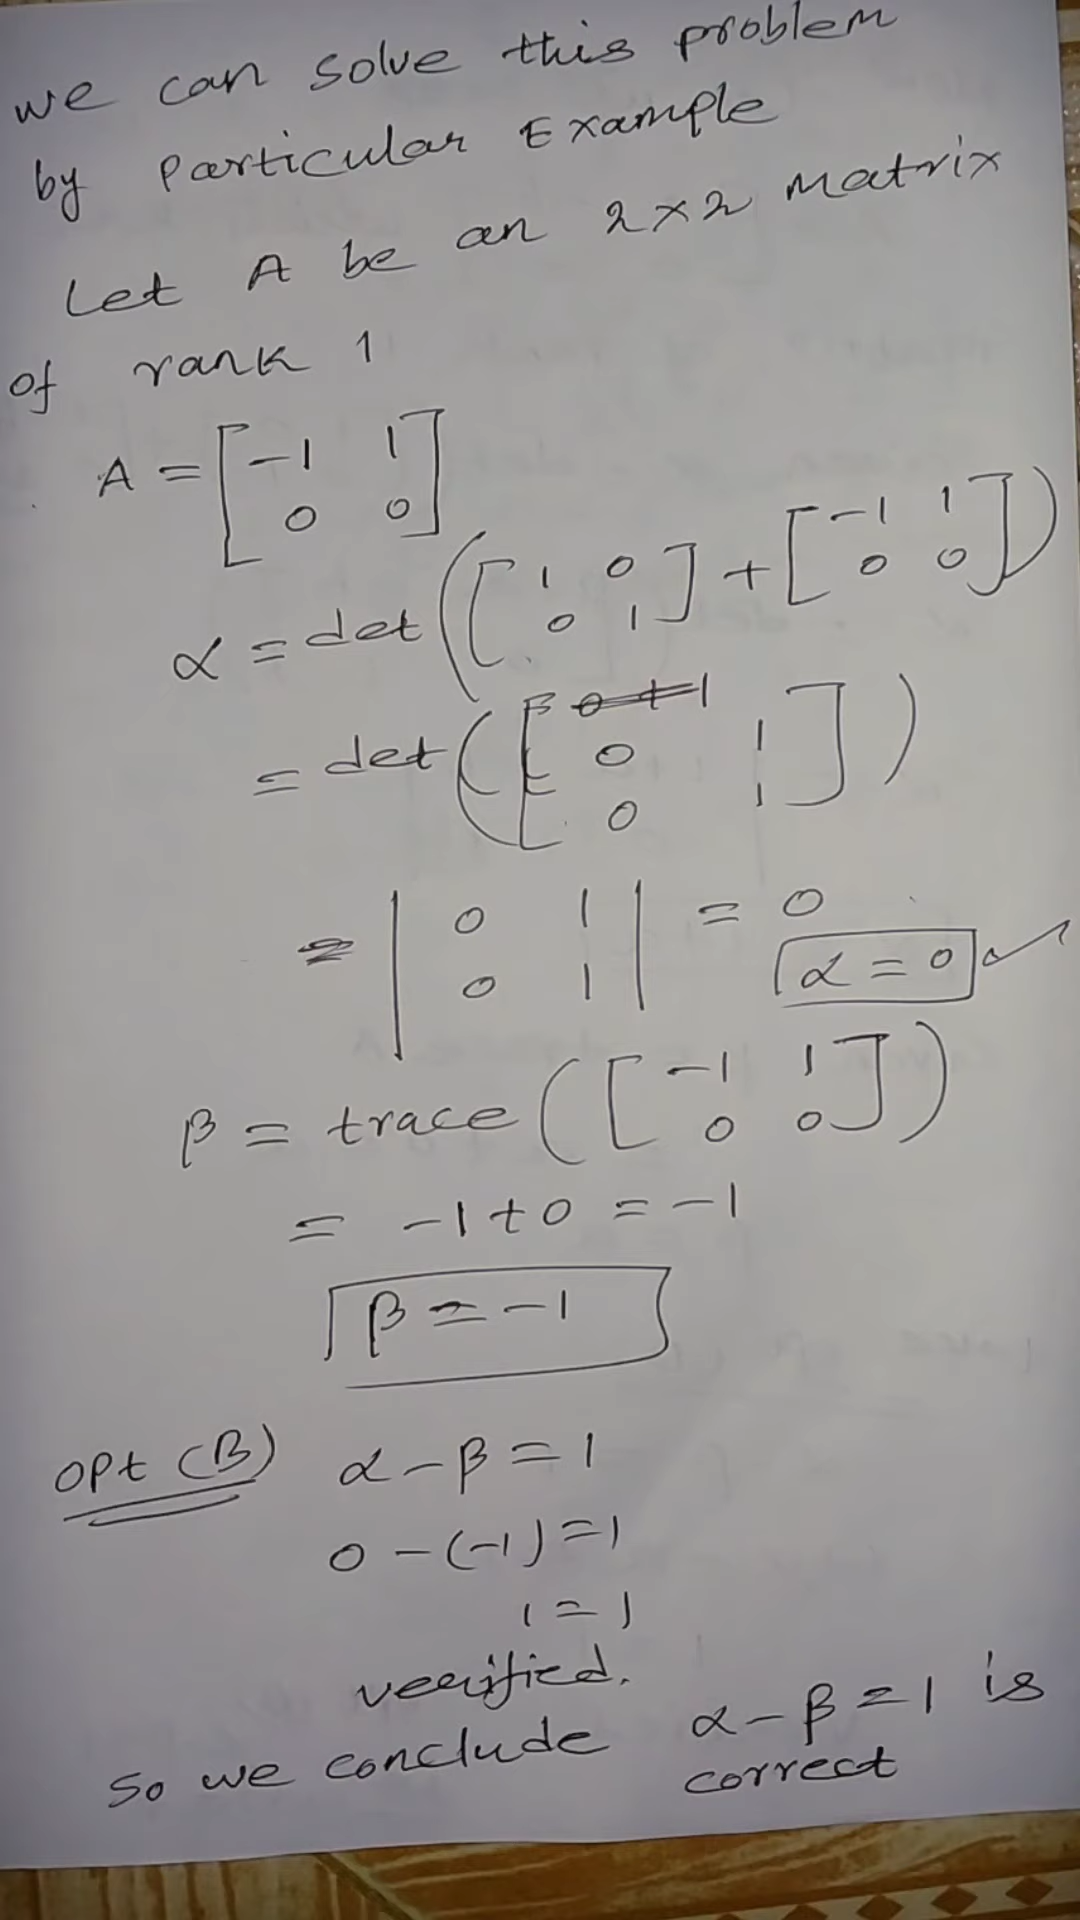 we can solve this problem
by Particular Example
Let A be an 2×2 Matrix
of rank 1
A = [-1 1
0 0]
α = det ([1 0
0 1] + [-1 1
0 0])
= det ([0 1
0 1])
= |0 1
0 1| = 0
α = 0
β = trace ([-1 1
0 0])
= -1+0 = -1
β = -1
OPt (B) α-β=1
0-(-1)=1
1=1
verified.
So we conclude α-β=1 is
correct